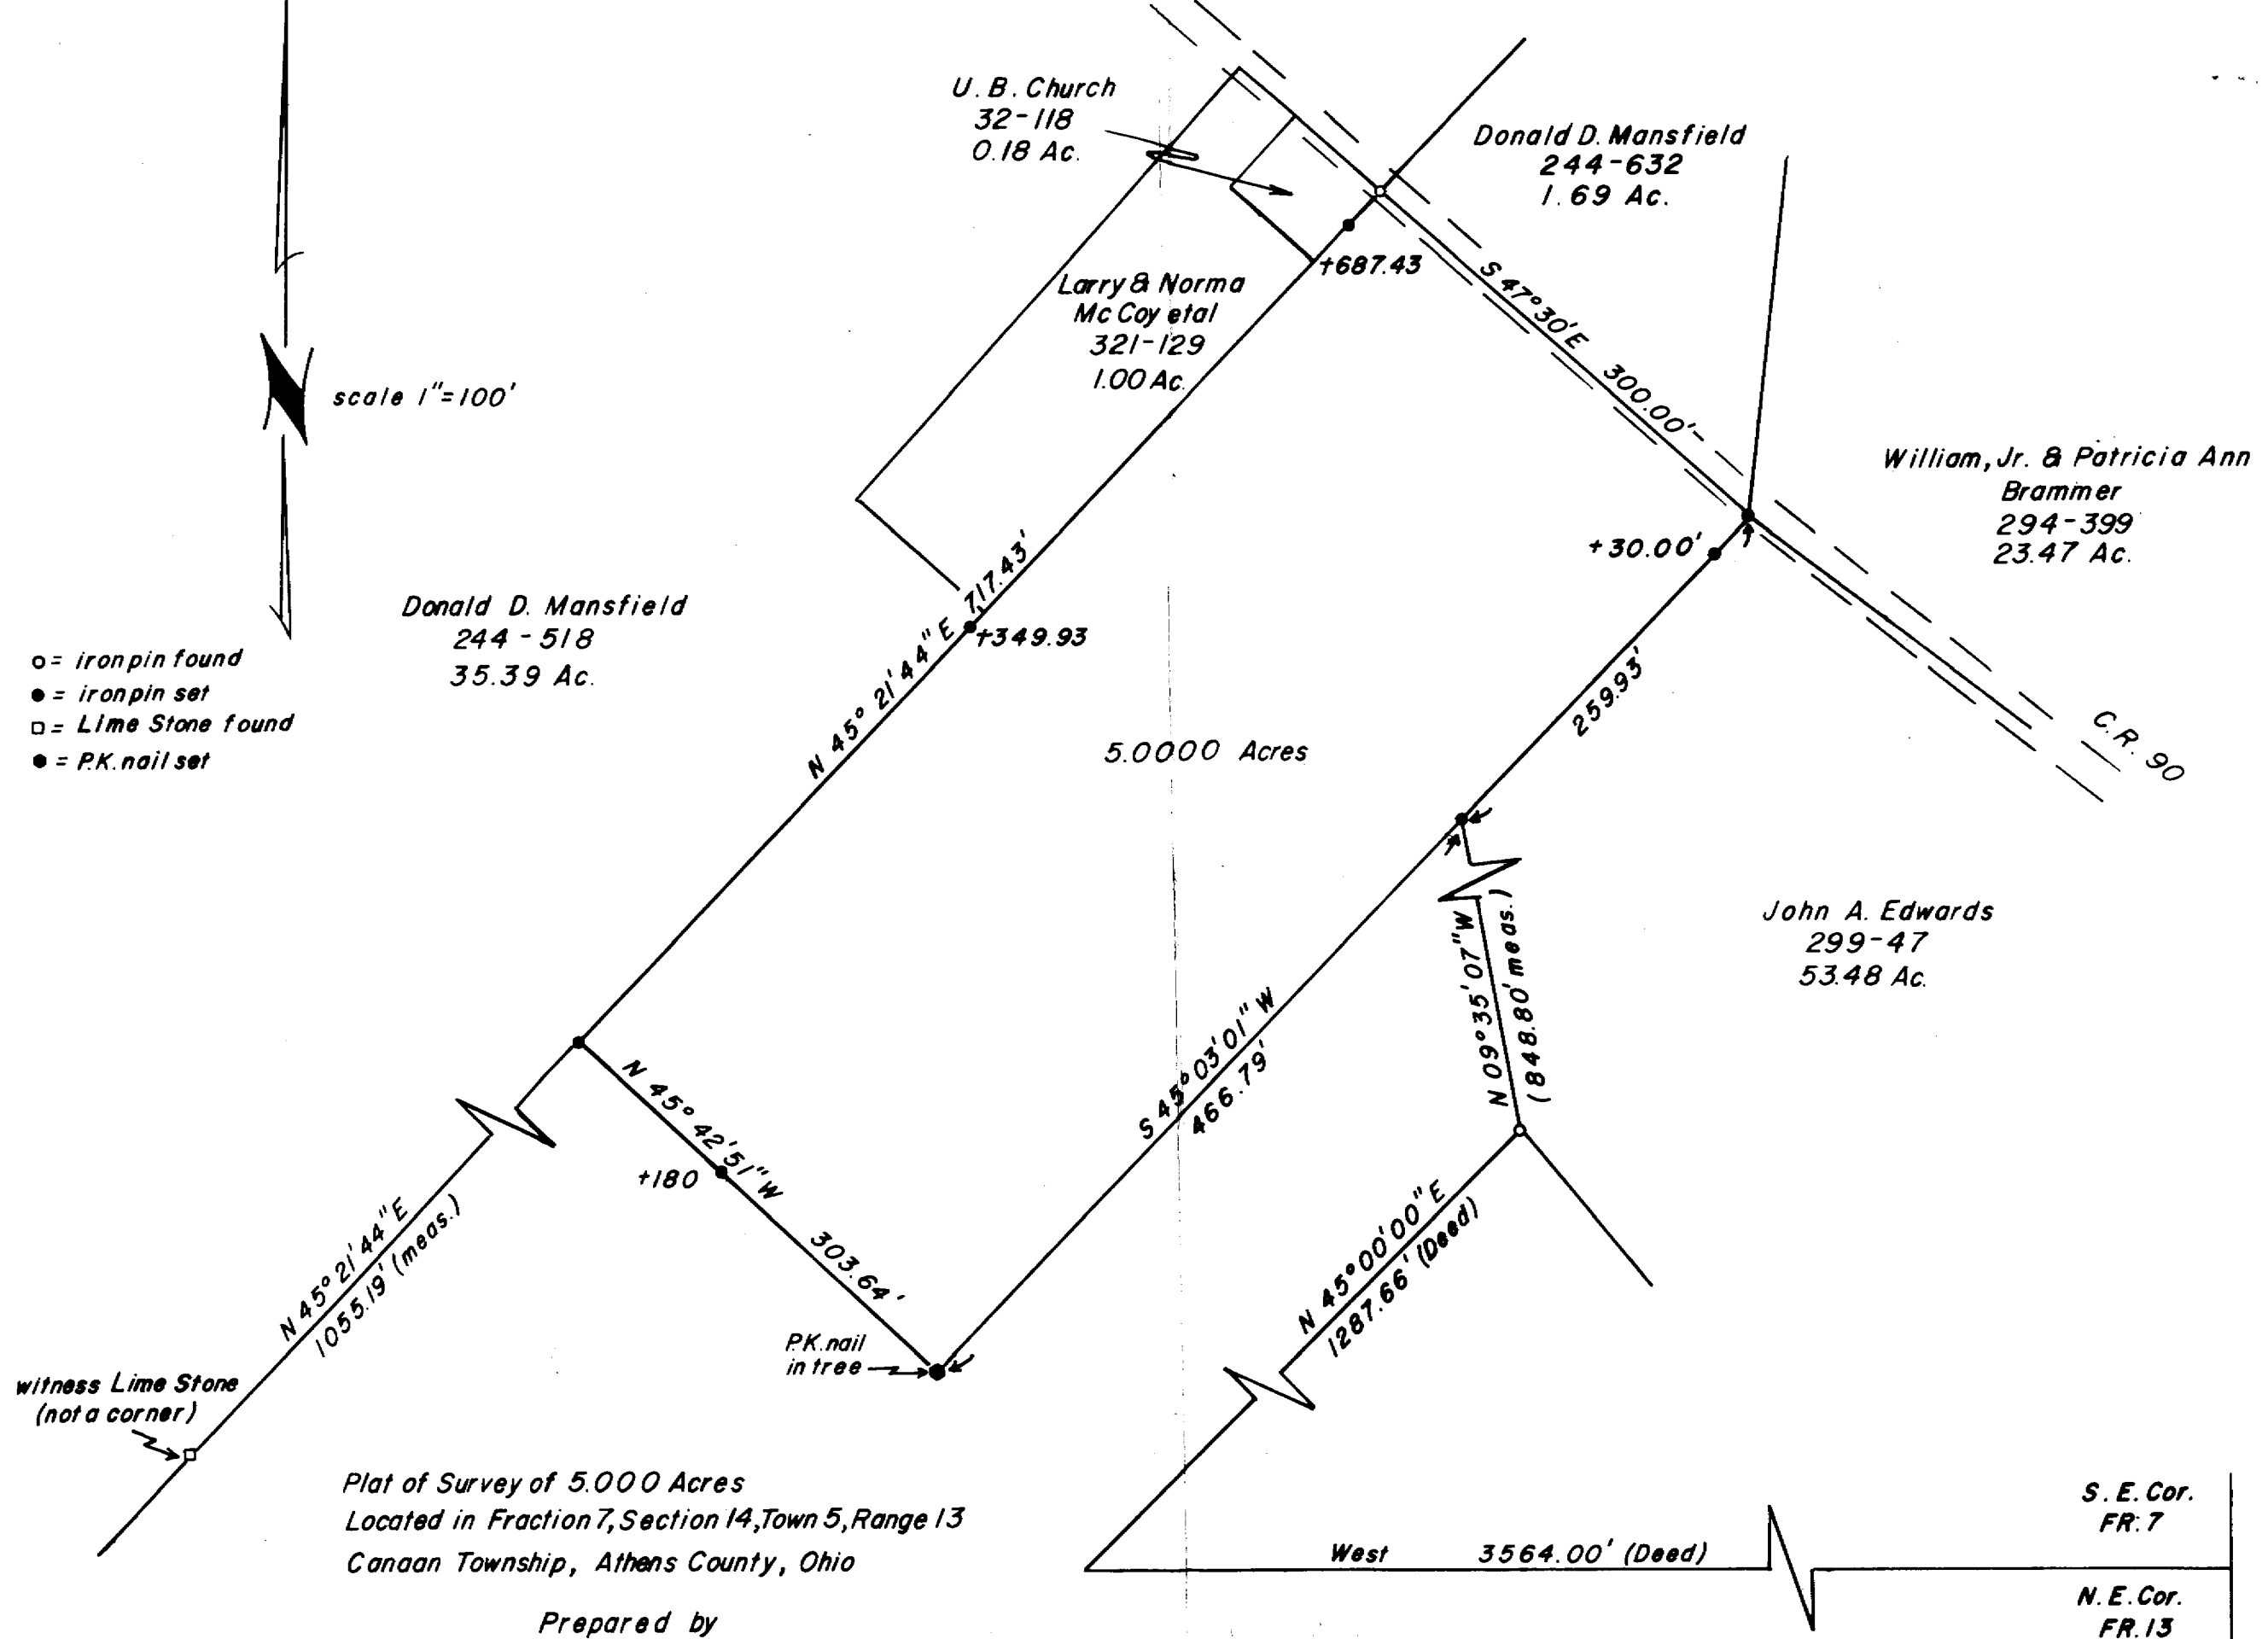 U. B. Church
32-118
0.18 Ac.
Donald D. Mansfield
244-632
1.69 Ac.
+687.43
Larry & Norma
Mc Coy etal
321-129
1.00 Ac.
S 47°30'E 300.00'
scale 1"=100'
William, Jr. & Patricia Ann
Brammer
294-399
23.47 Ac.
+30.00'
Donald D. Mansfield
244-518
35.39 Ac.
N 45° 21' 44" E 717.43'
+349.93
o = iron pin found
● = iron pin set
□ = Lime Stone found
● = P.K. nail set
259.93'
C.R. 90
5.0000 Acres
John A. Edwards
299-47
53.48 Ac.
N 09°35'07"W
(848.80' meas.)
S 45°03'01" W
466.79'
N 45°42'51"W
+180
303.64'
N 45°21'44"E
1055.19' (meas.)
N 45°00'00"E
1287.66' (Deed)
P.K. nail
in tree
witness Lime Stone
(not a corner)
Plat of Survey of 5.000 Acres
Located in Fraction 7, Section 14, Town 5, Range 13
Canaan Township, Athens County, Ohio
Prepared by
West 3564.00' (Deed)
S. E. Cor.
FR. 7
N. E. Cor.
FR. 13